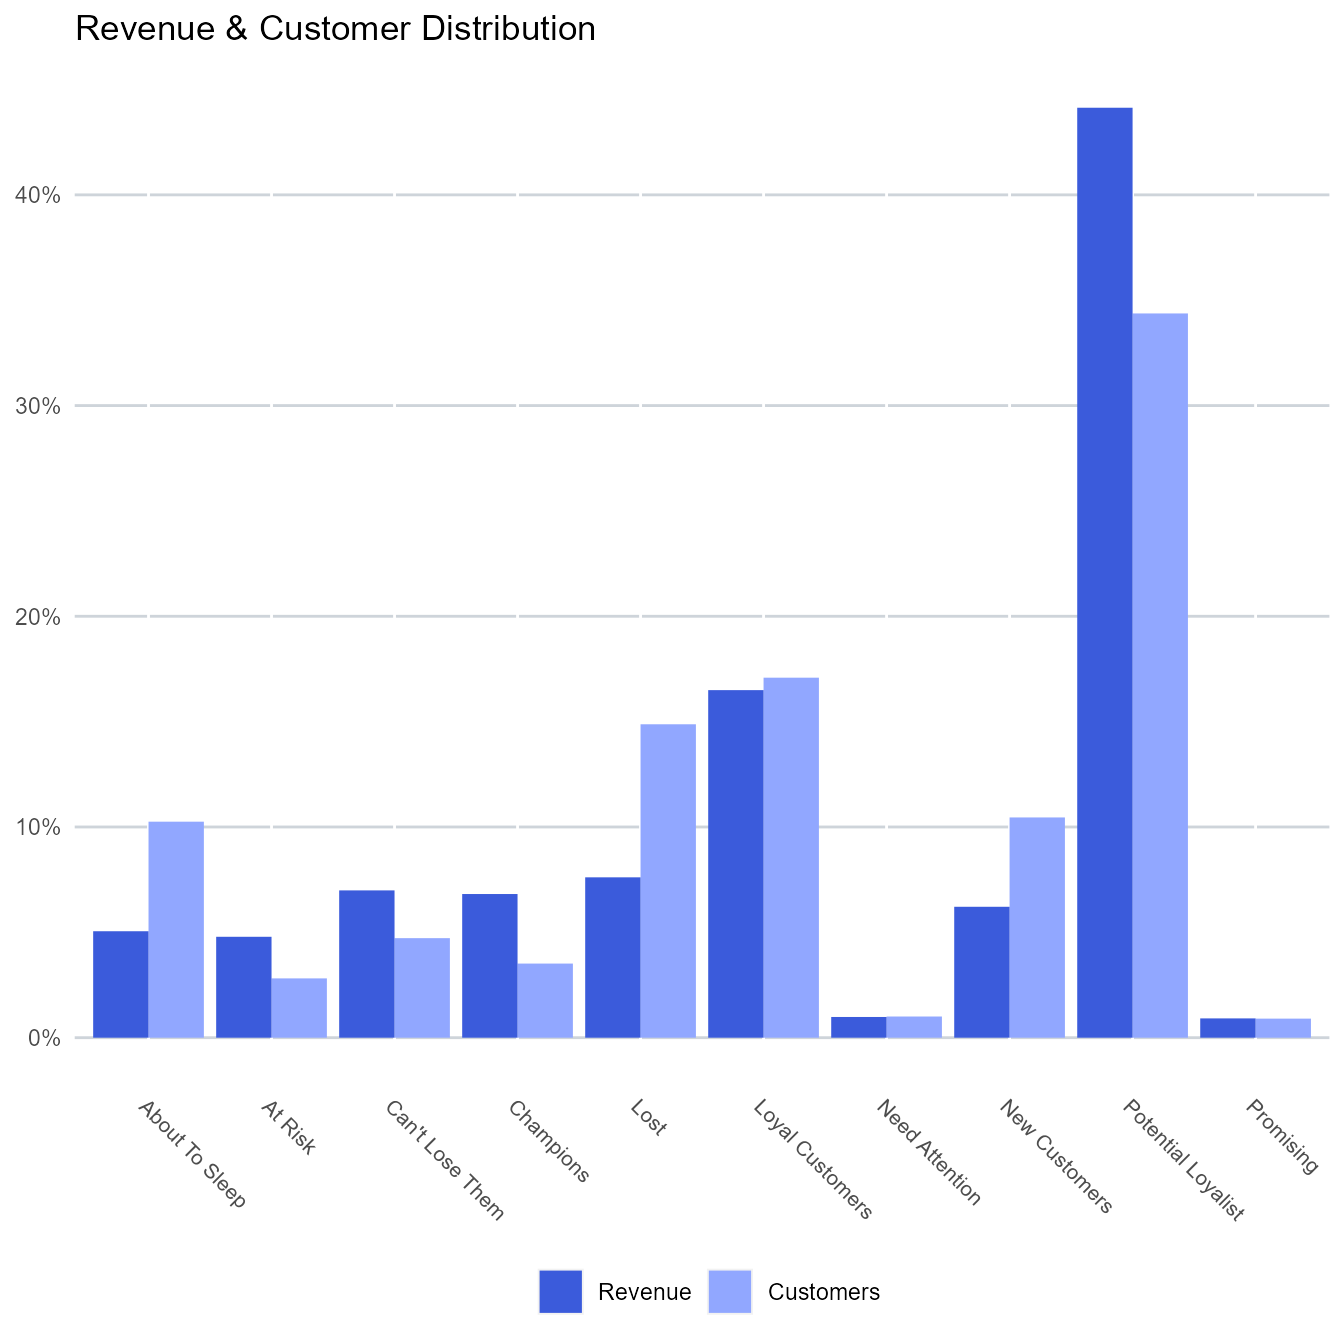 Revenue & Customer Distribution
40%
30%
20%
10%
0%
About To Sleep
At Risk
Can't Lose Them
Champions
Lost
Loyal Customers
Need Attention
New Customers
Potential Loyalist
Promising
Revenue
Customers